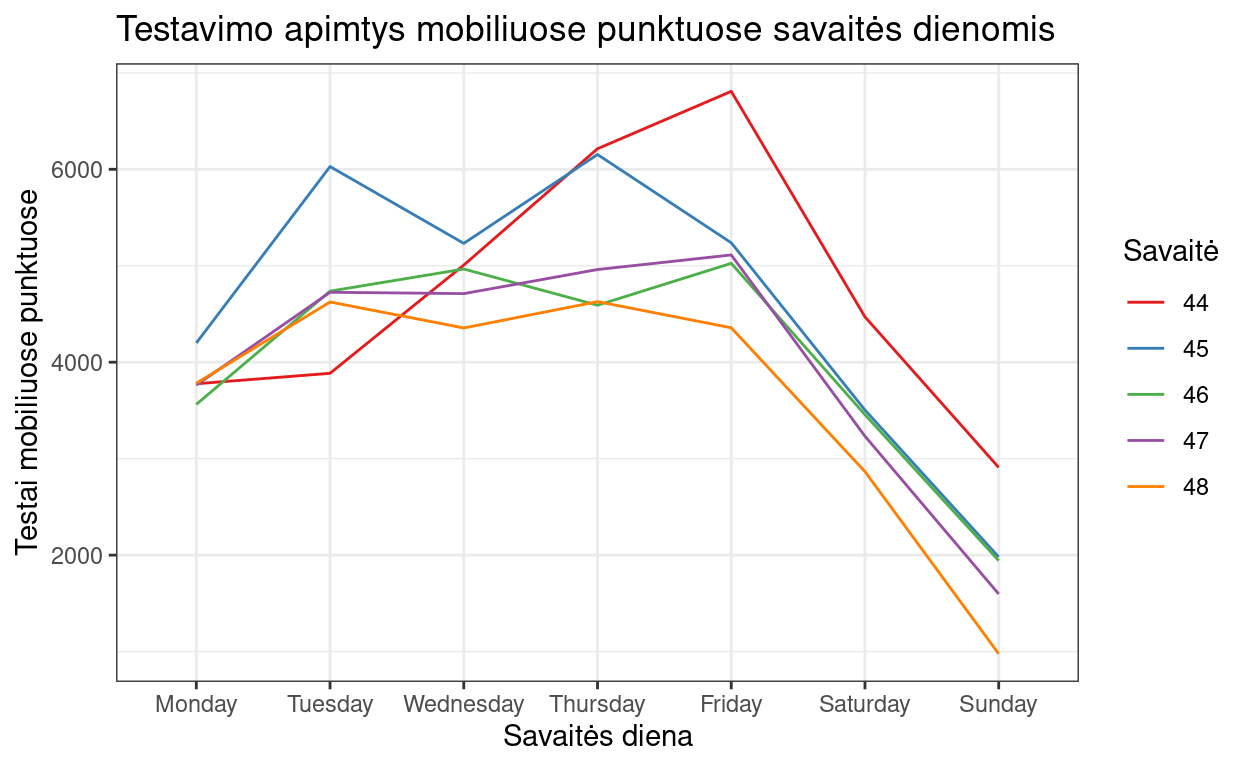 Testavimo apimtys mobiliuose punktuose savaitės dienomis
Testai mobiliuose punktuose
6000
4000
2000
Monday Tuesday Wednesday Thursday Friday Saturday Sunday
Savaitės diena
Savaitė
44
45
46
47
48